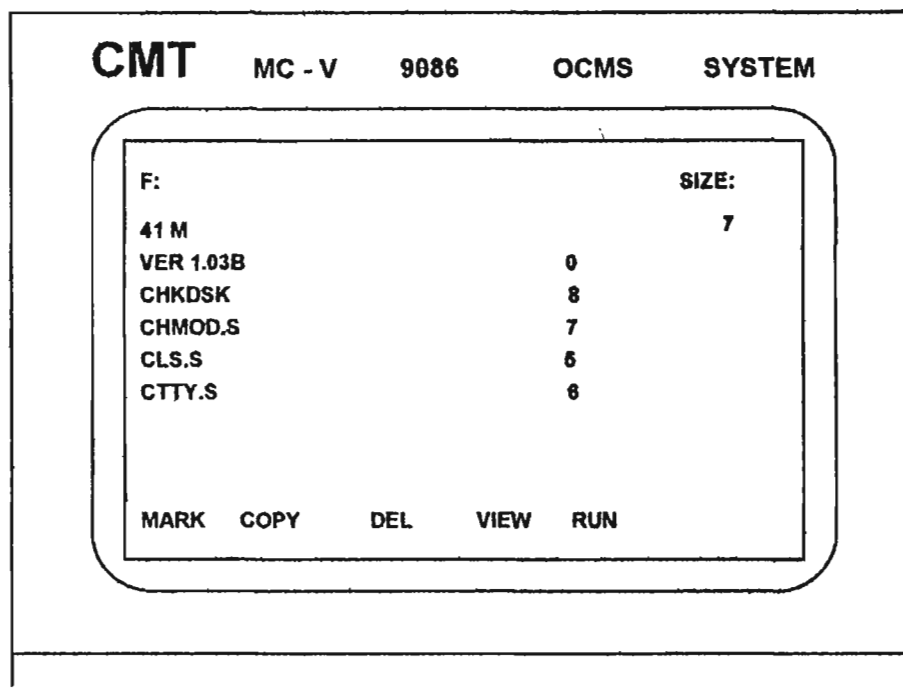 CMT MC - V 9086 OCMS SYSTEM
F: SIZE:
41 M 7
VER 1.03B 0
CHKDSK 8
CHMOD.S 7
CLS.S 5
CTTY.S 6
MARK COPY DEL VIEW RUN